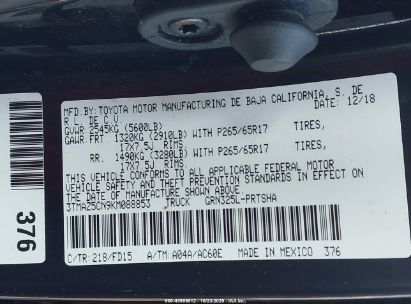 MFD.BY: TOYOTA MOTOR MANUFACTURING DE BAJA CALIFORNIA, S. DE
R.L. DE C.V. DATE: 12/18
GVWR 2545KG (5600LB)
GAWR: FRT. 1320KG (2910LB) WITH P265/65R17 TIRES,
17X7.5J RIMS
RR. 1490KG (3280LB) WITH P265/65R17 TIRES,
17X7.5J RIMS
THIS VEHICLE CONFORMS TO ALL APPLICABLE FEDERAL MOTOR
VEHICLE SAFETY AND THEFT PREVENTION STANDARDS IN EFFECT ON
THE DATE OF MANUFACTURE SHOWN ABOVE.
3TMAZ5CN9KM088853 TRUCK GRN325L-PRTSHA
C/TR 218/FD15 A/TM: A04A/AC60E MADE IN MEXICO 376
376